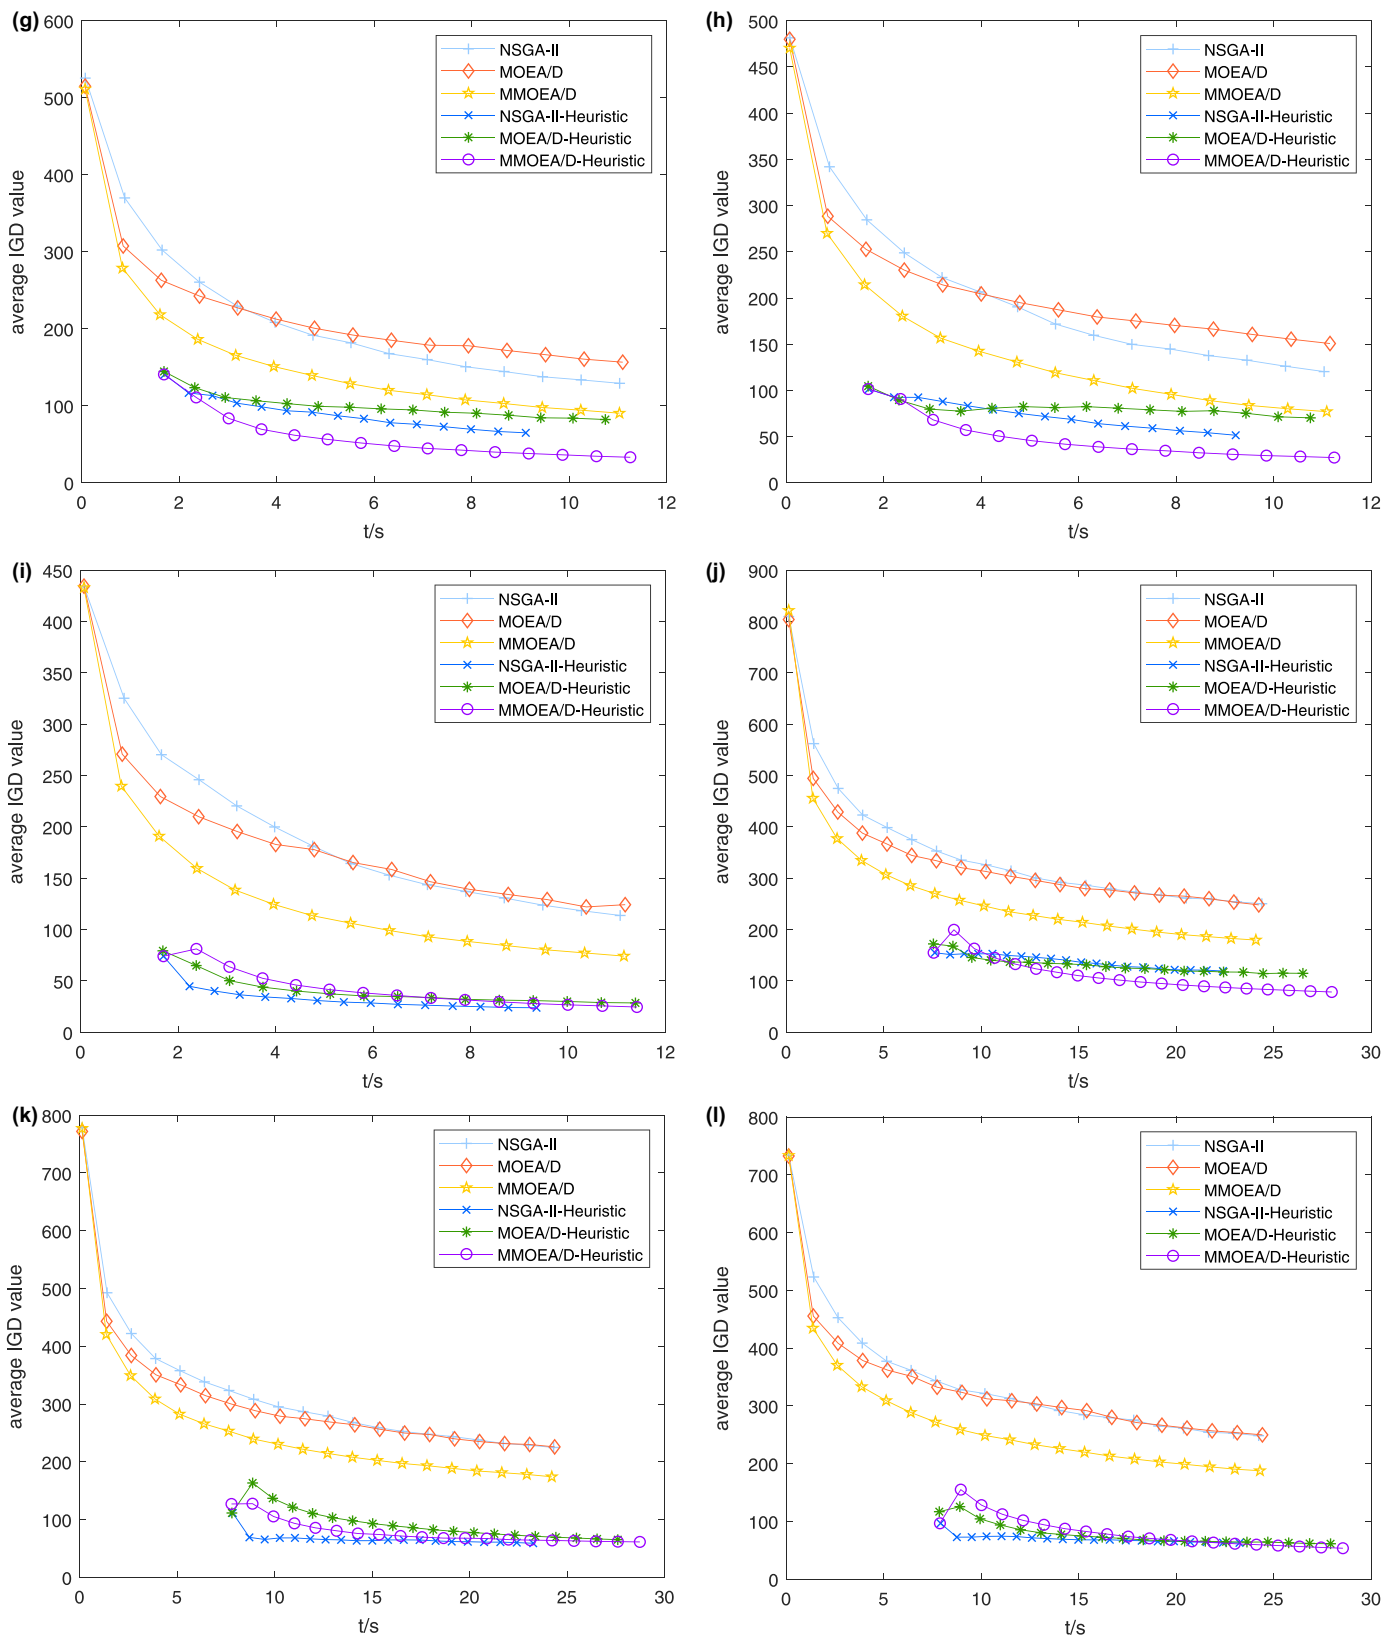 (g)
600
500
400
300
200
100
0
average IGD value
0 2 4 6 8 10 12
t/s
NSGA-II
MOEA/D
MMOEA/D
NSGA-II-Heuristic
MOEA/D-Heuristic
MMOEA/D-Heuristic
(h)
500
450
400
350
300
250
200
150
100
50
0
average IGD value
0 2 4 6 8 10 12
t/s
NSGA-II
MOEA/D
MMOEA/D
NSGA-II-Heuristic
MOEA/D-Heuristic
MMOEA/D-Heuristic
(i)
450
400
350
300
250
200
150
100
50
0
average IGD value
0 2 4 6 8 10 12
t/s
NSGA-II
MOEA/D
MMOEA/D
NSGA-II-Heuristic
MOEA/D-Heuristic
MMOEA/D-Heuristic
(j)
900
800
700
600
500
400
300
200
100
0
average IGD value
0 5 10 15 20 25 30
t/s
NSGA-II
MOEA/D
MMOEA/D
NSGA-II-Heuristic
MOEA/D-Heuristic
MMOEA/D-Heuristic
(k)
800
700
600
500
400
300
200
100
0
average IGD value
0 5 10 15 20 25 30
t/s
NSGA-II
MOEA/D
MMOEA/D
NSGA-II-Heuristic
MOEA/D-Heuristic
MMOEA/D-Heuristic
(l)
800
700
600
500
400
300
200
100
0
average IGD value
0 5 10 15 20 25 30
t/s
NSGA-II
MOEA/D
MMOEA/D
NSGA-II-Heuristic
MOEA/D-Heuristic
MMOEA/D-Heuristic